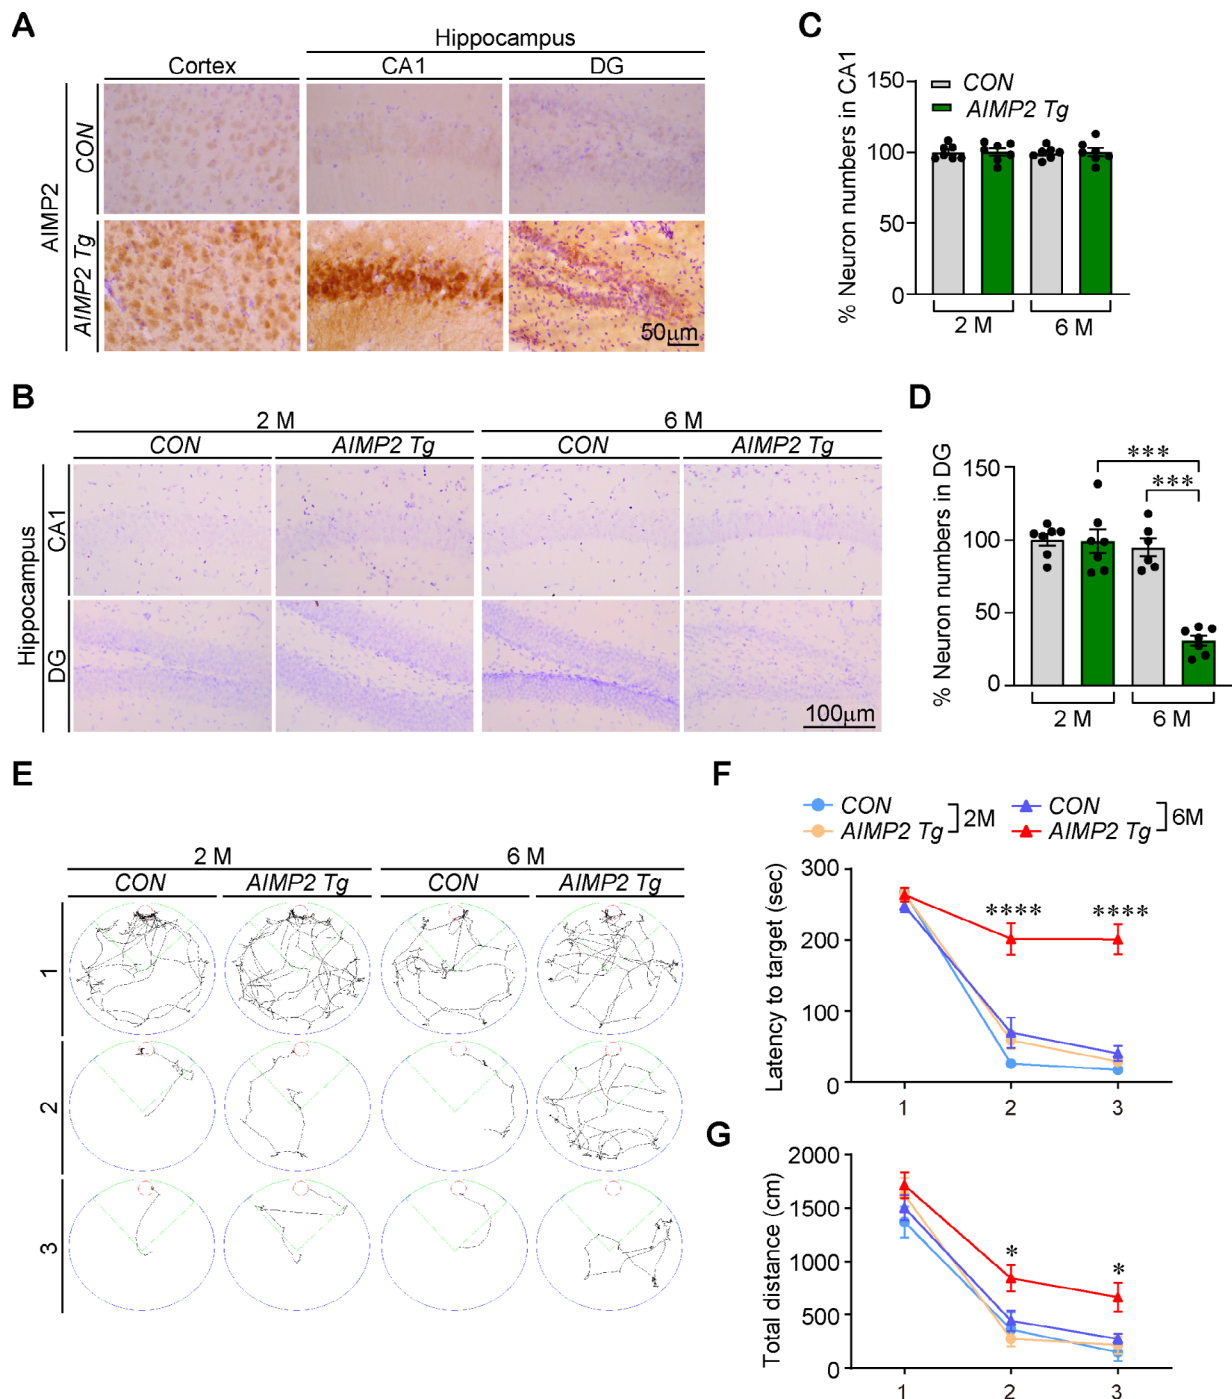 A
Hippocampus
Cortex
CA1
DG
AIMP2
CON
AIMP2 Tg
50μm
C
% Neuron numbers in CA1
150
100
50
0
CON
AIMP2 Tg
2 M
6 M
B
2 M
6 M
CON
AIMP2 Tg
CON
AIMP2 Tg
Hippocampus
CA1
DG
100μm
D
% Neuron numbers in DG
150
100
50
0
***
***
2 M
6 M
E
2 M
6 M
CON
AIMP2 Tg
CON
AIMP2 Tg
1
2
3
F
CON
AIMP2 Tg
2M
CON
AIMP2 Tg
6M
Latency to target (sec)
300
200
100
0
****
****
1
2
3
G
Total distance (cm)
2000
1500
1000
500
0
*
*
1
2
3